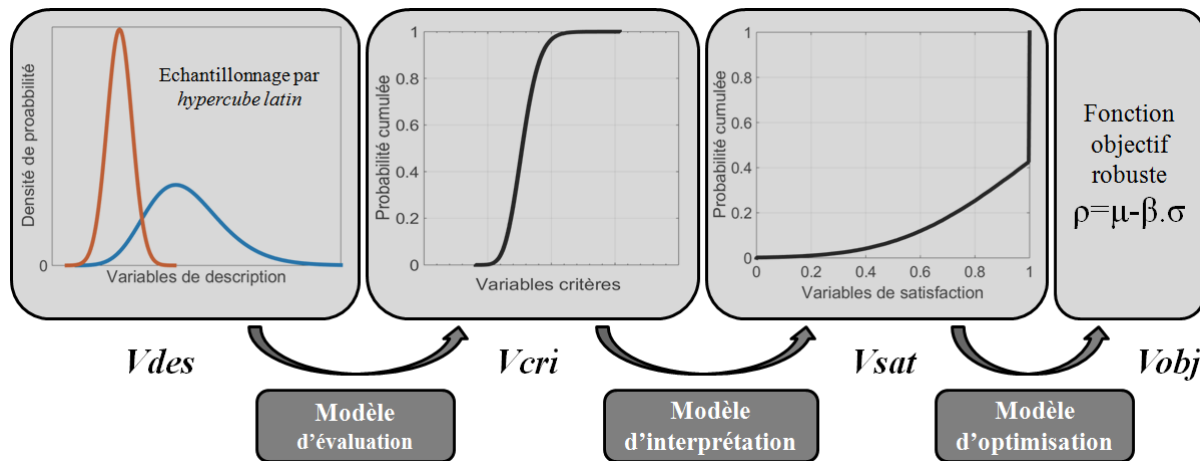 Densité de proabbilité
Echantillonnage par
hypercube latin
0
Variables de description
Probabilité cumulée
1
0.8
0.6
0.4
0.2
0
Variables critères
Probabilité cumulée
1
0.8
0.6
0.4
0.2
0
0 0.2 0.4 0.6 0.8 1
Variables de satisfaction
Fonction
objectif
robuste
ρ=μ-β.σ
Vdes
Vcri
Vsat
Vobj
Modèle
d'évaluation
Modèle
d'interprétation
Modèle
d'optimisation